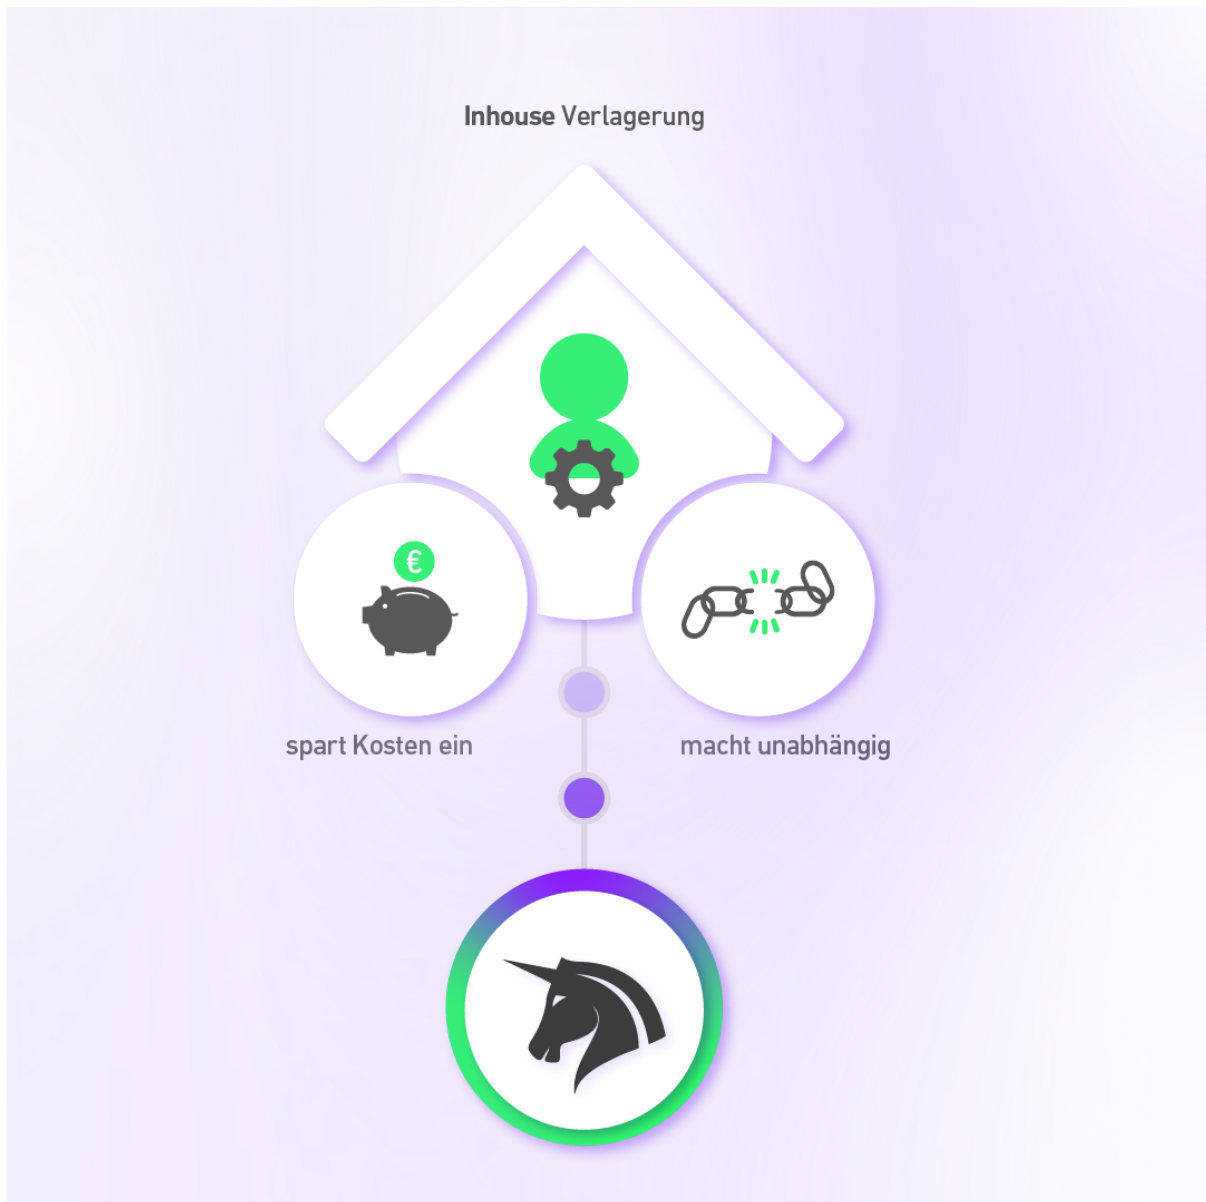 Inhouse Verlagerung
€
spart Kosten ein
macht unabhängig